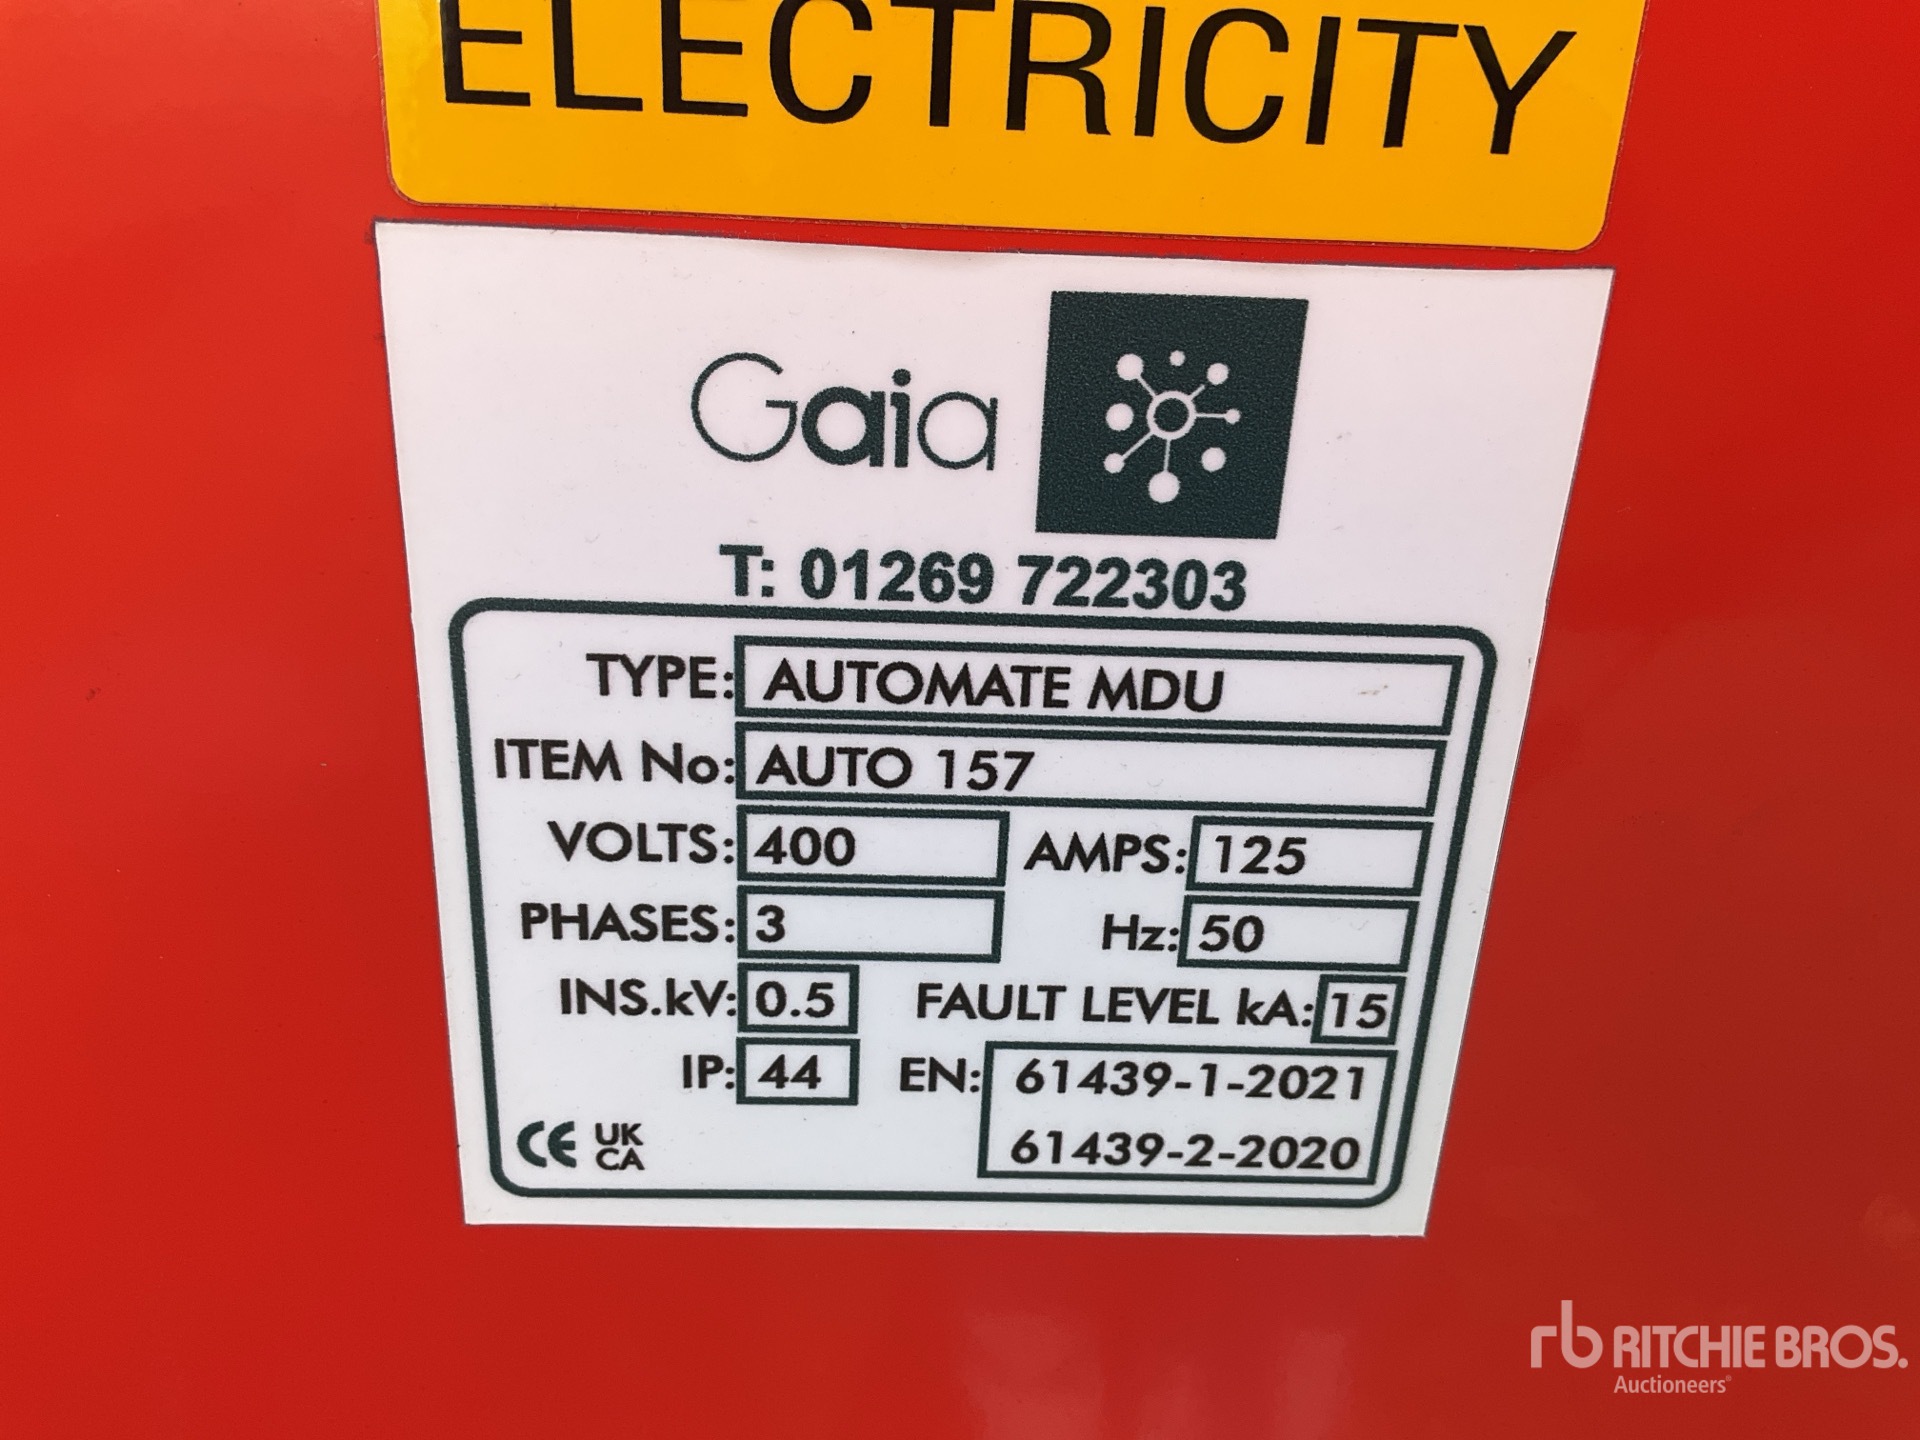 ELECTRICITY
Gaia
T: 01269 722303
TYPE: AUTOMATE MDU
ITEM No: AUTO 157
VOLTS: 400 AMPS: 125
PHASES: 3 Hz: 50
INS.kV: 0.5 FAULT LEVEL kA: 15
IP: 44 EN: 61439-1-2021
CE UK CA 61439-2-2020
rb RITCHIE BROS.
Auctioneers®